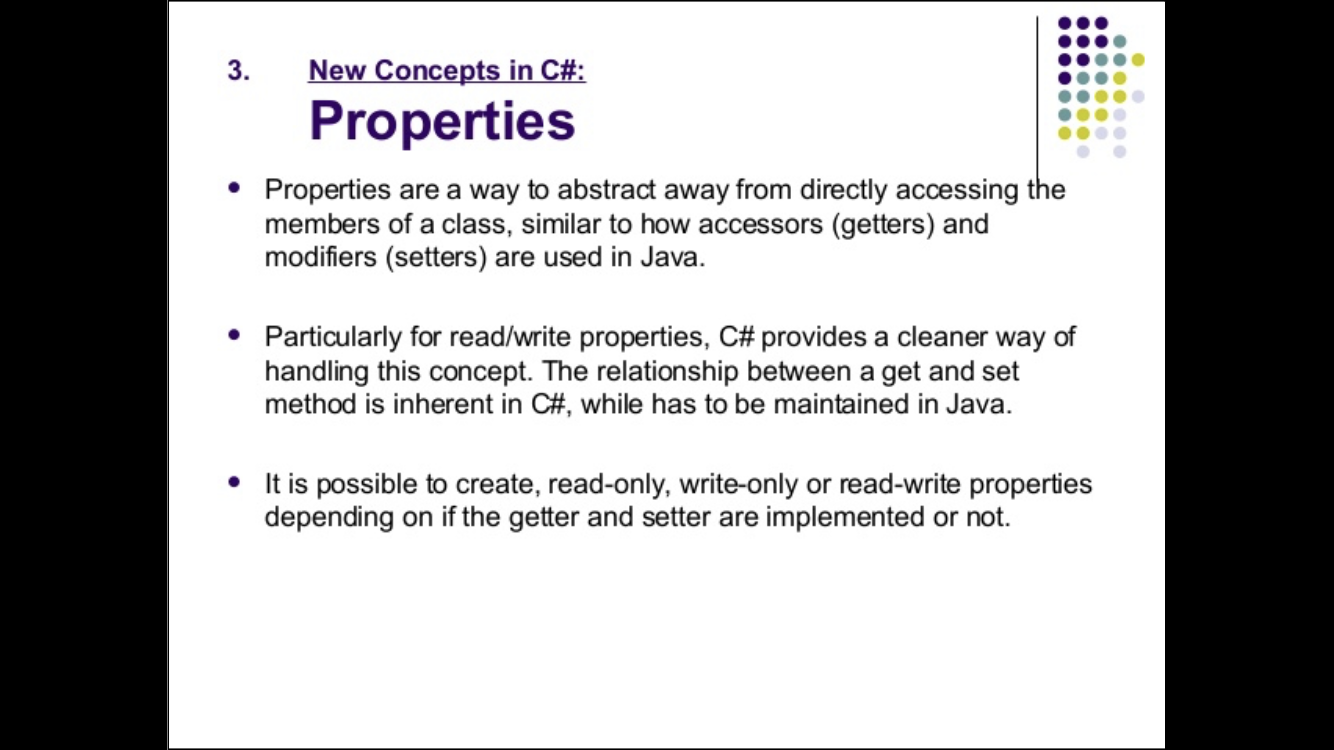 3. New Concepts in C#:
Properties
• Properties are a way to abstract away from directly accessing the
members of a class, similar to how accessors (getters) and
modifiers (setters) are used in Java.
• Particularly for read/write properties, C# provides a cleaner way of
handling this concept. The relationship between a get and set
method is inherent in C#, while has to be maintained in Java.
• It is possible to create, read-only, write-only or read-write properties
depending on if the getter and setter are implemented or not.